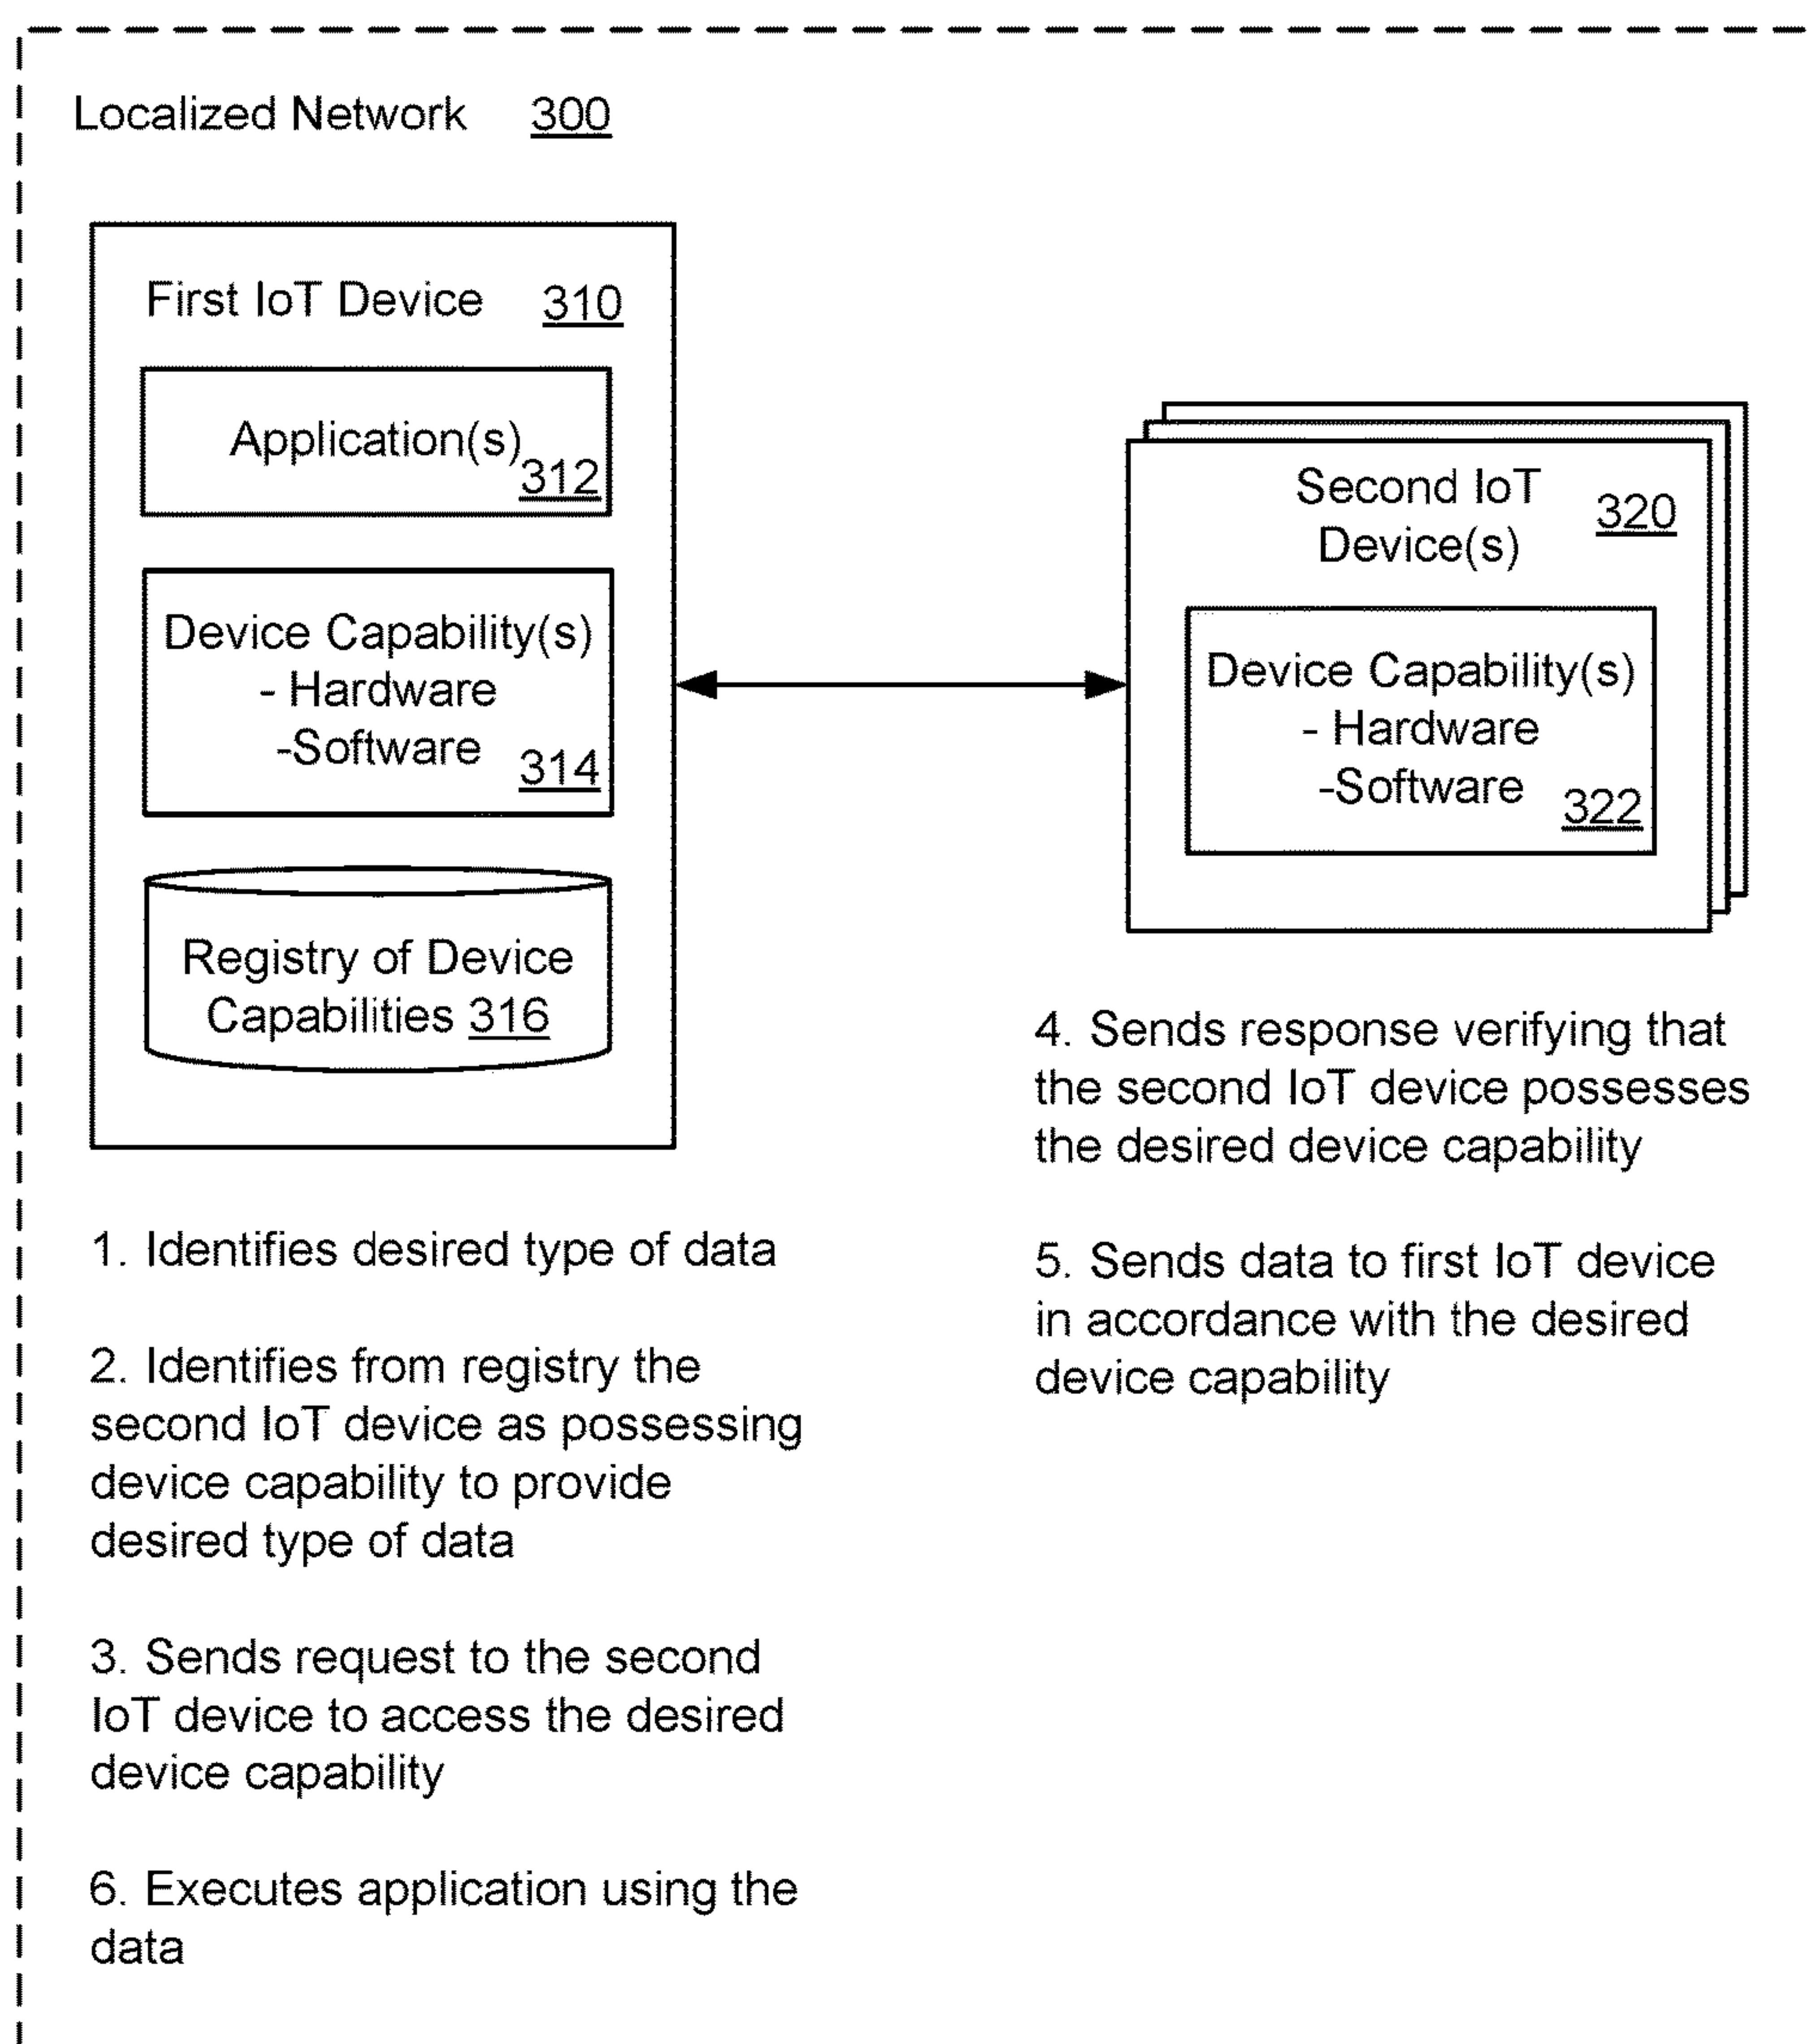 Localized Network 300
First IoT Device 310
Application(s) 312
Device Capability(s)
- Hardware
-Software 314
Registry of Device
Capabilities 316
Second IoT
Device(s) 320
Device Capability(s)
- Hardware
-Software 322
1. Identifies desired type of data
2. Identifies from registry the
second IoT device as possessing
device capability to provide
desired type of data
3. Sends request to the second
IoT device to access the desired
device capability
6. Executes application using the
data
4. Sends response verifying that
the second IoT device possesses
the desired device capability
5. Sends data to first IoT device
in accordance with the desired
device capability